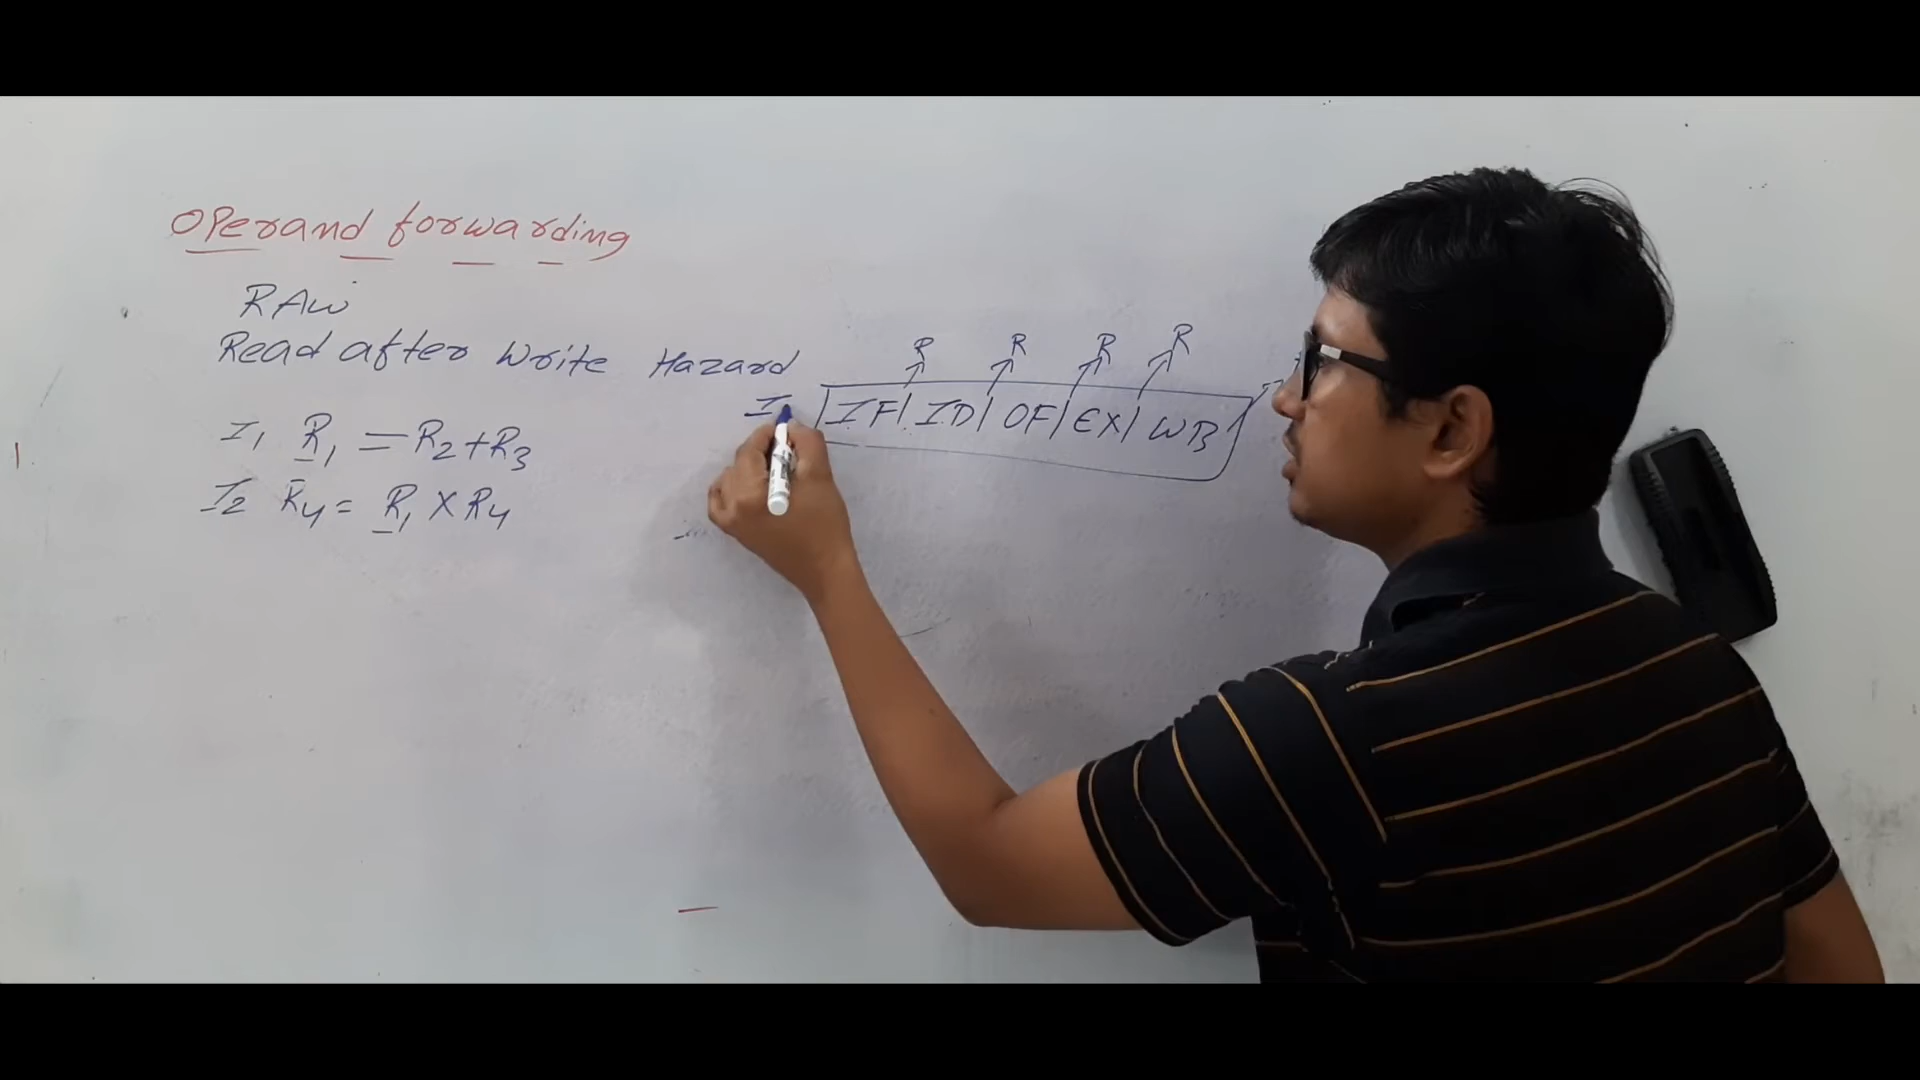 Operand forwarding
RAW
Read after Write Hazard
I1 R1 = R2 + R3
I2 R4 = R1 X R4
R R R R
I IF ID OF EX WB